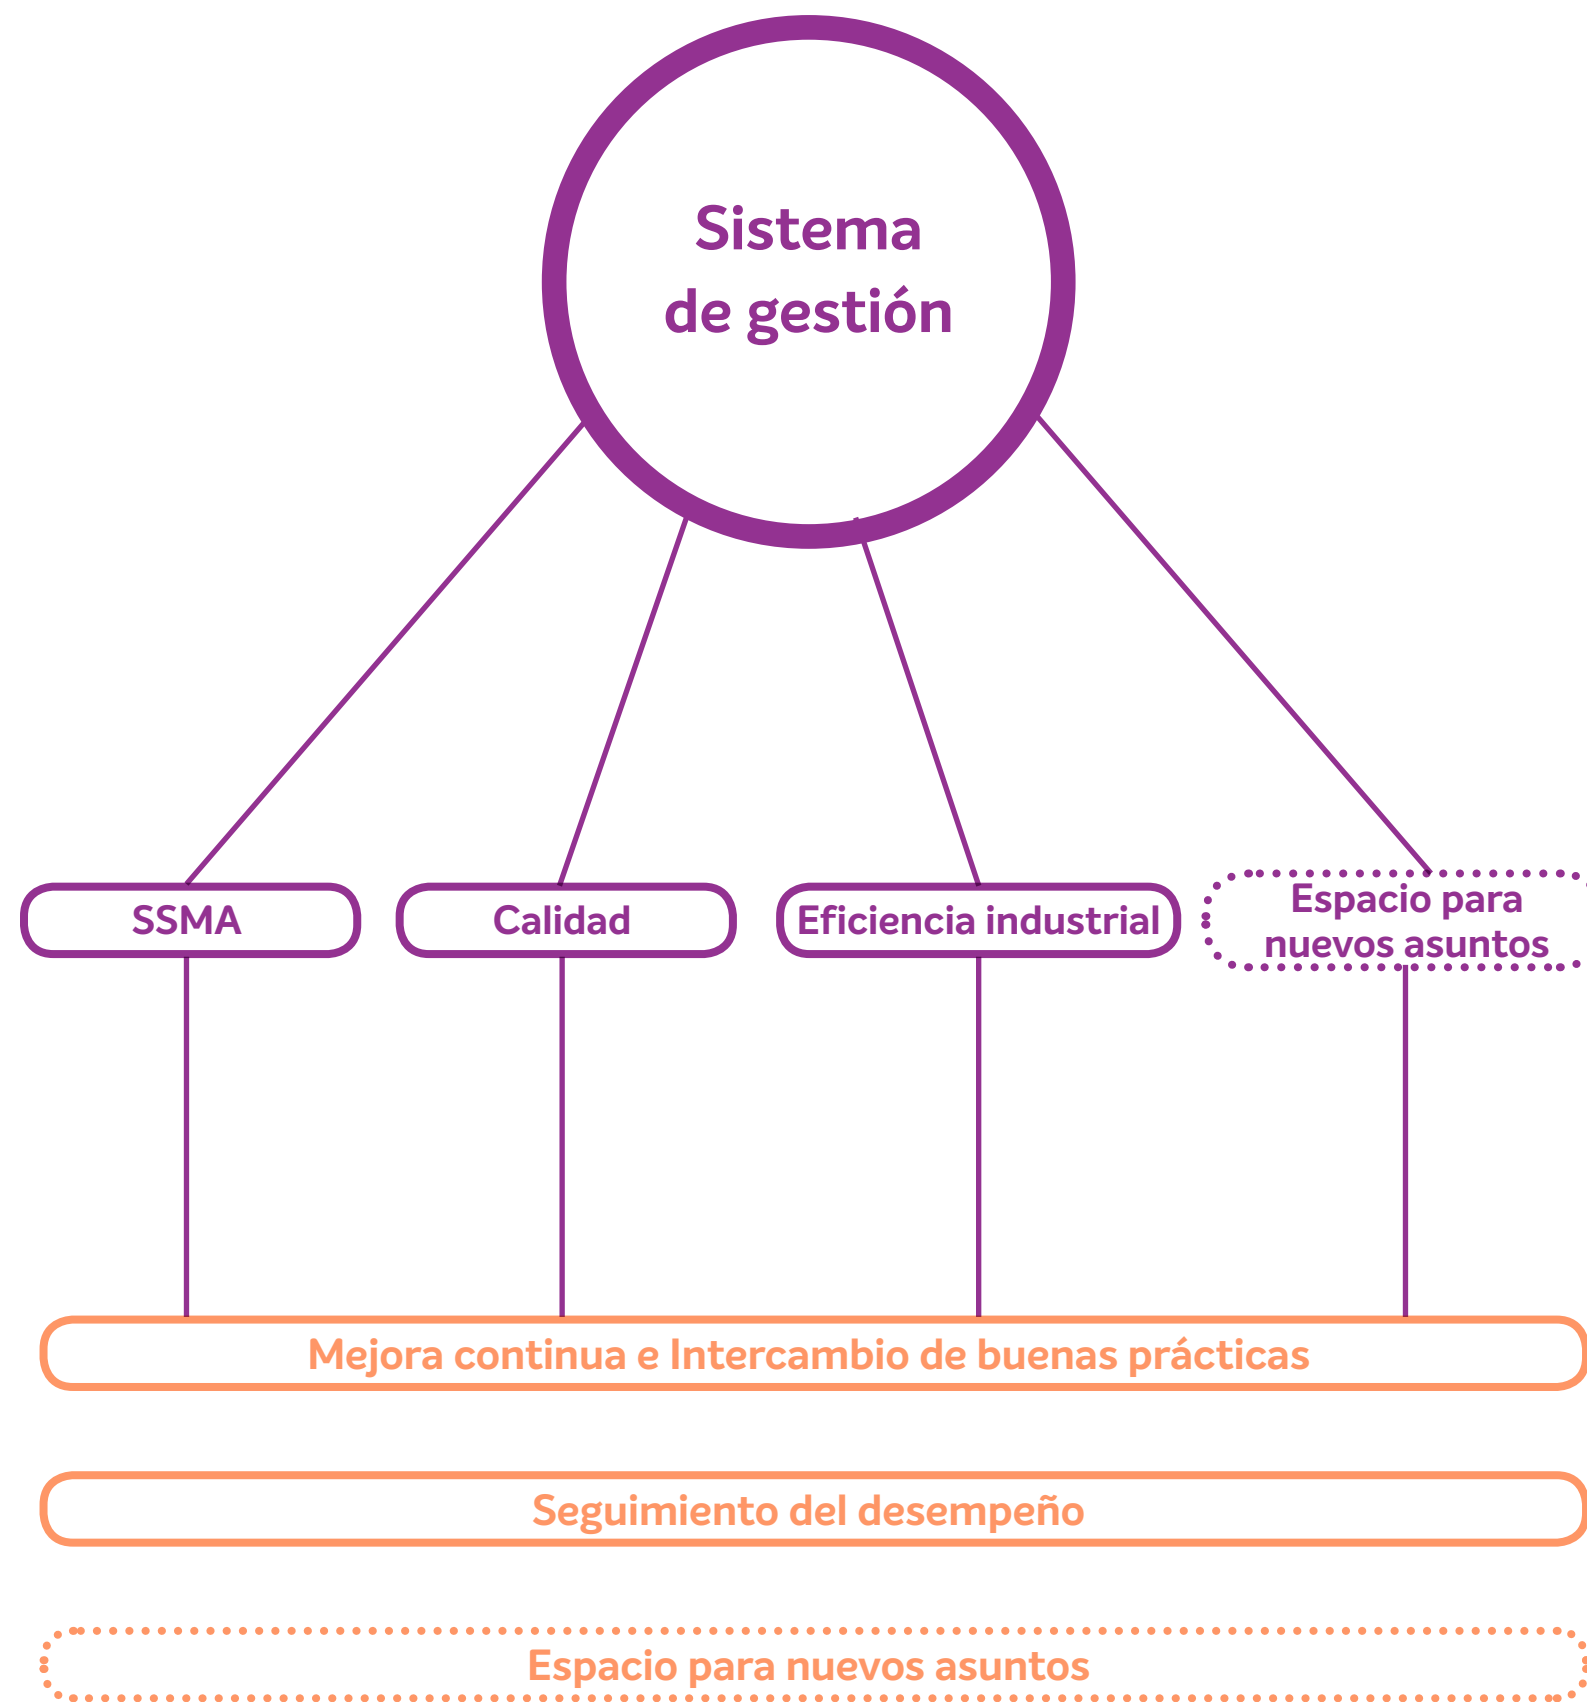 Sistema
de gestión
SSMA
Calidad
Eficiencia industrial
Espacio para
nuevos asuntos
Mejora continua e Intercambio de buenas prácticas
Seguimiento del desempeño
Espacio para nuevos asuntos